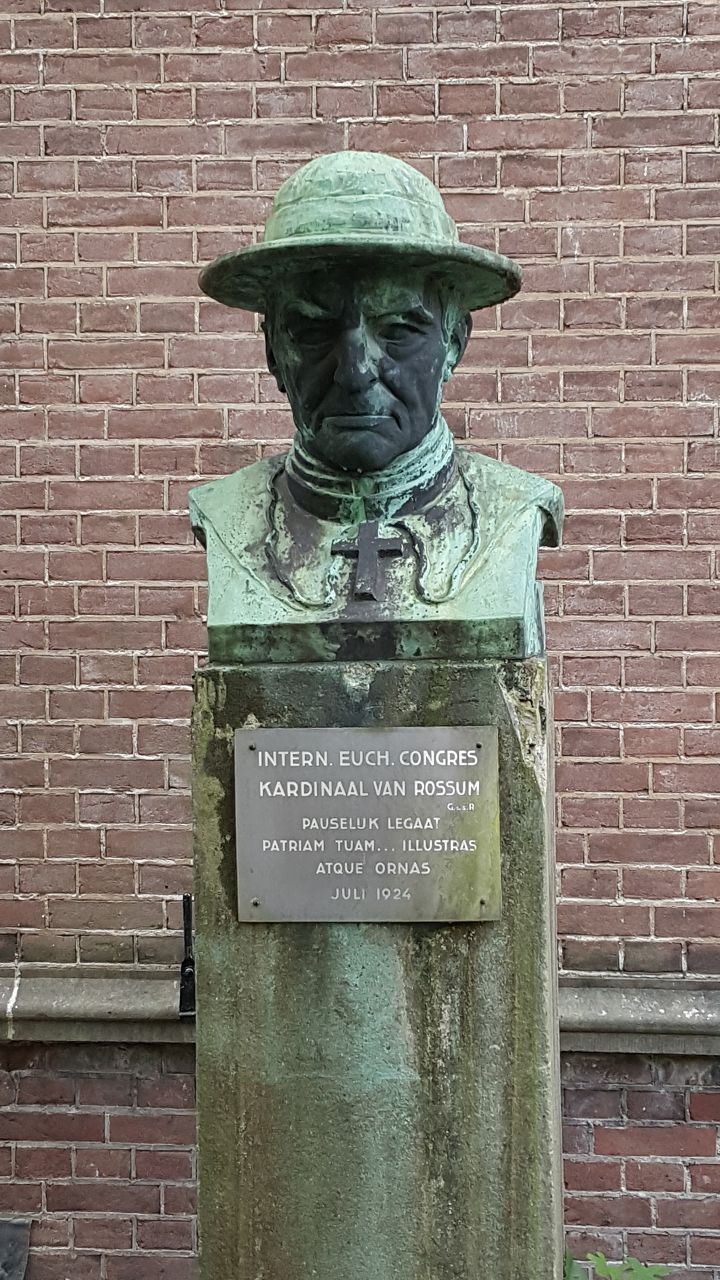 INTERN. EUCH. CONGRES
KARDINAAL VAN ROSSUM
C.s.s.R
PAUSELIJK LEGAAT
PATRIAM TUAM... ILLUSTRAS
ATQUE ORNAS
JULI 1924